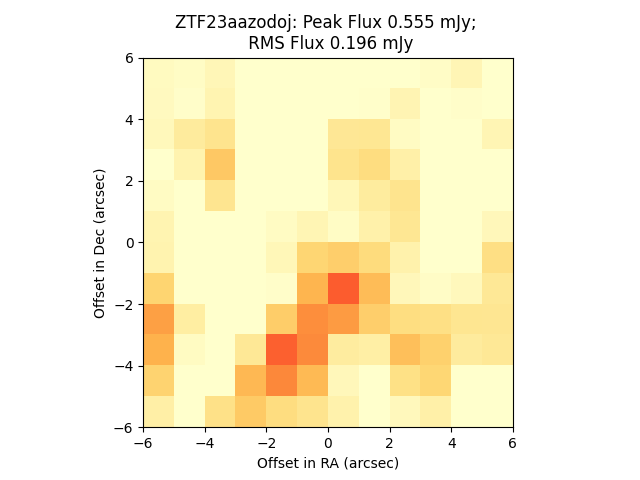 ZTF23aazodoj: Peak Flux 0.555 mJy;
RMS Flux 0.196 mJy
6
4
2
0
−2
−4
−6
Offset in Dec (arcsec)
−6 −4 −2 0 2 4 6
Offset in RA (arcsec)